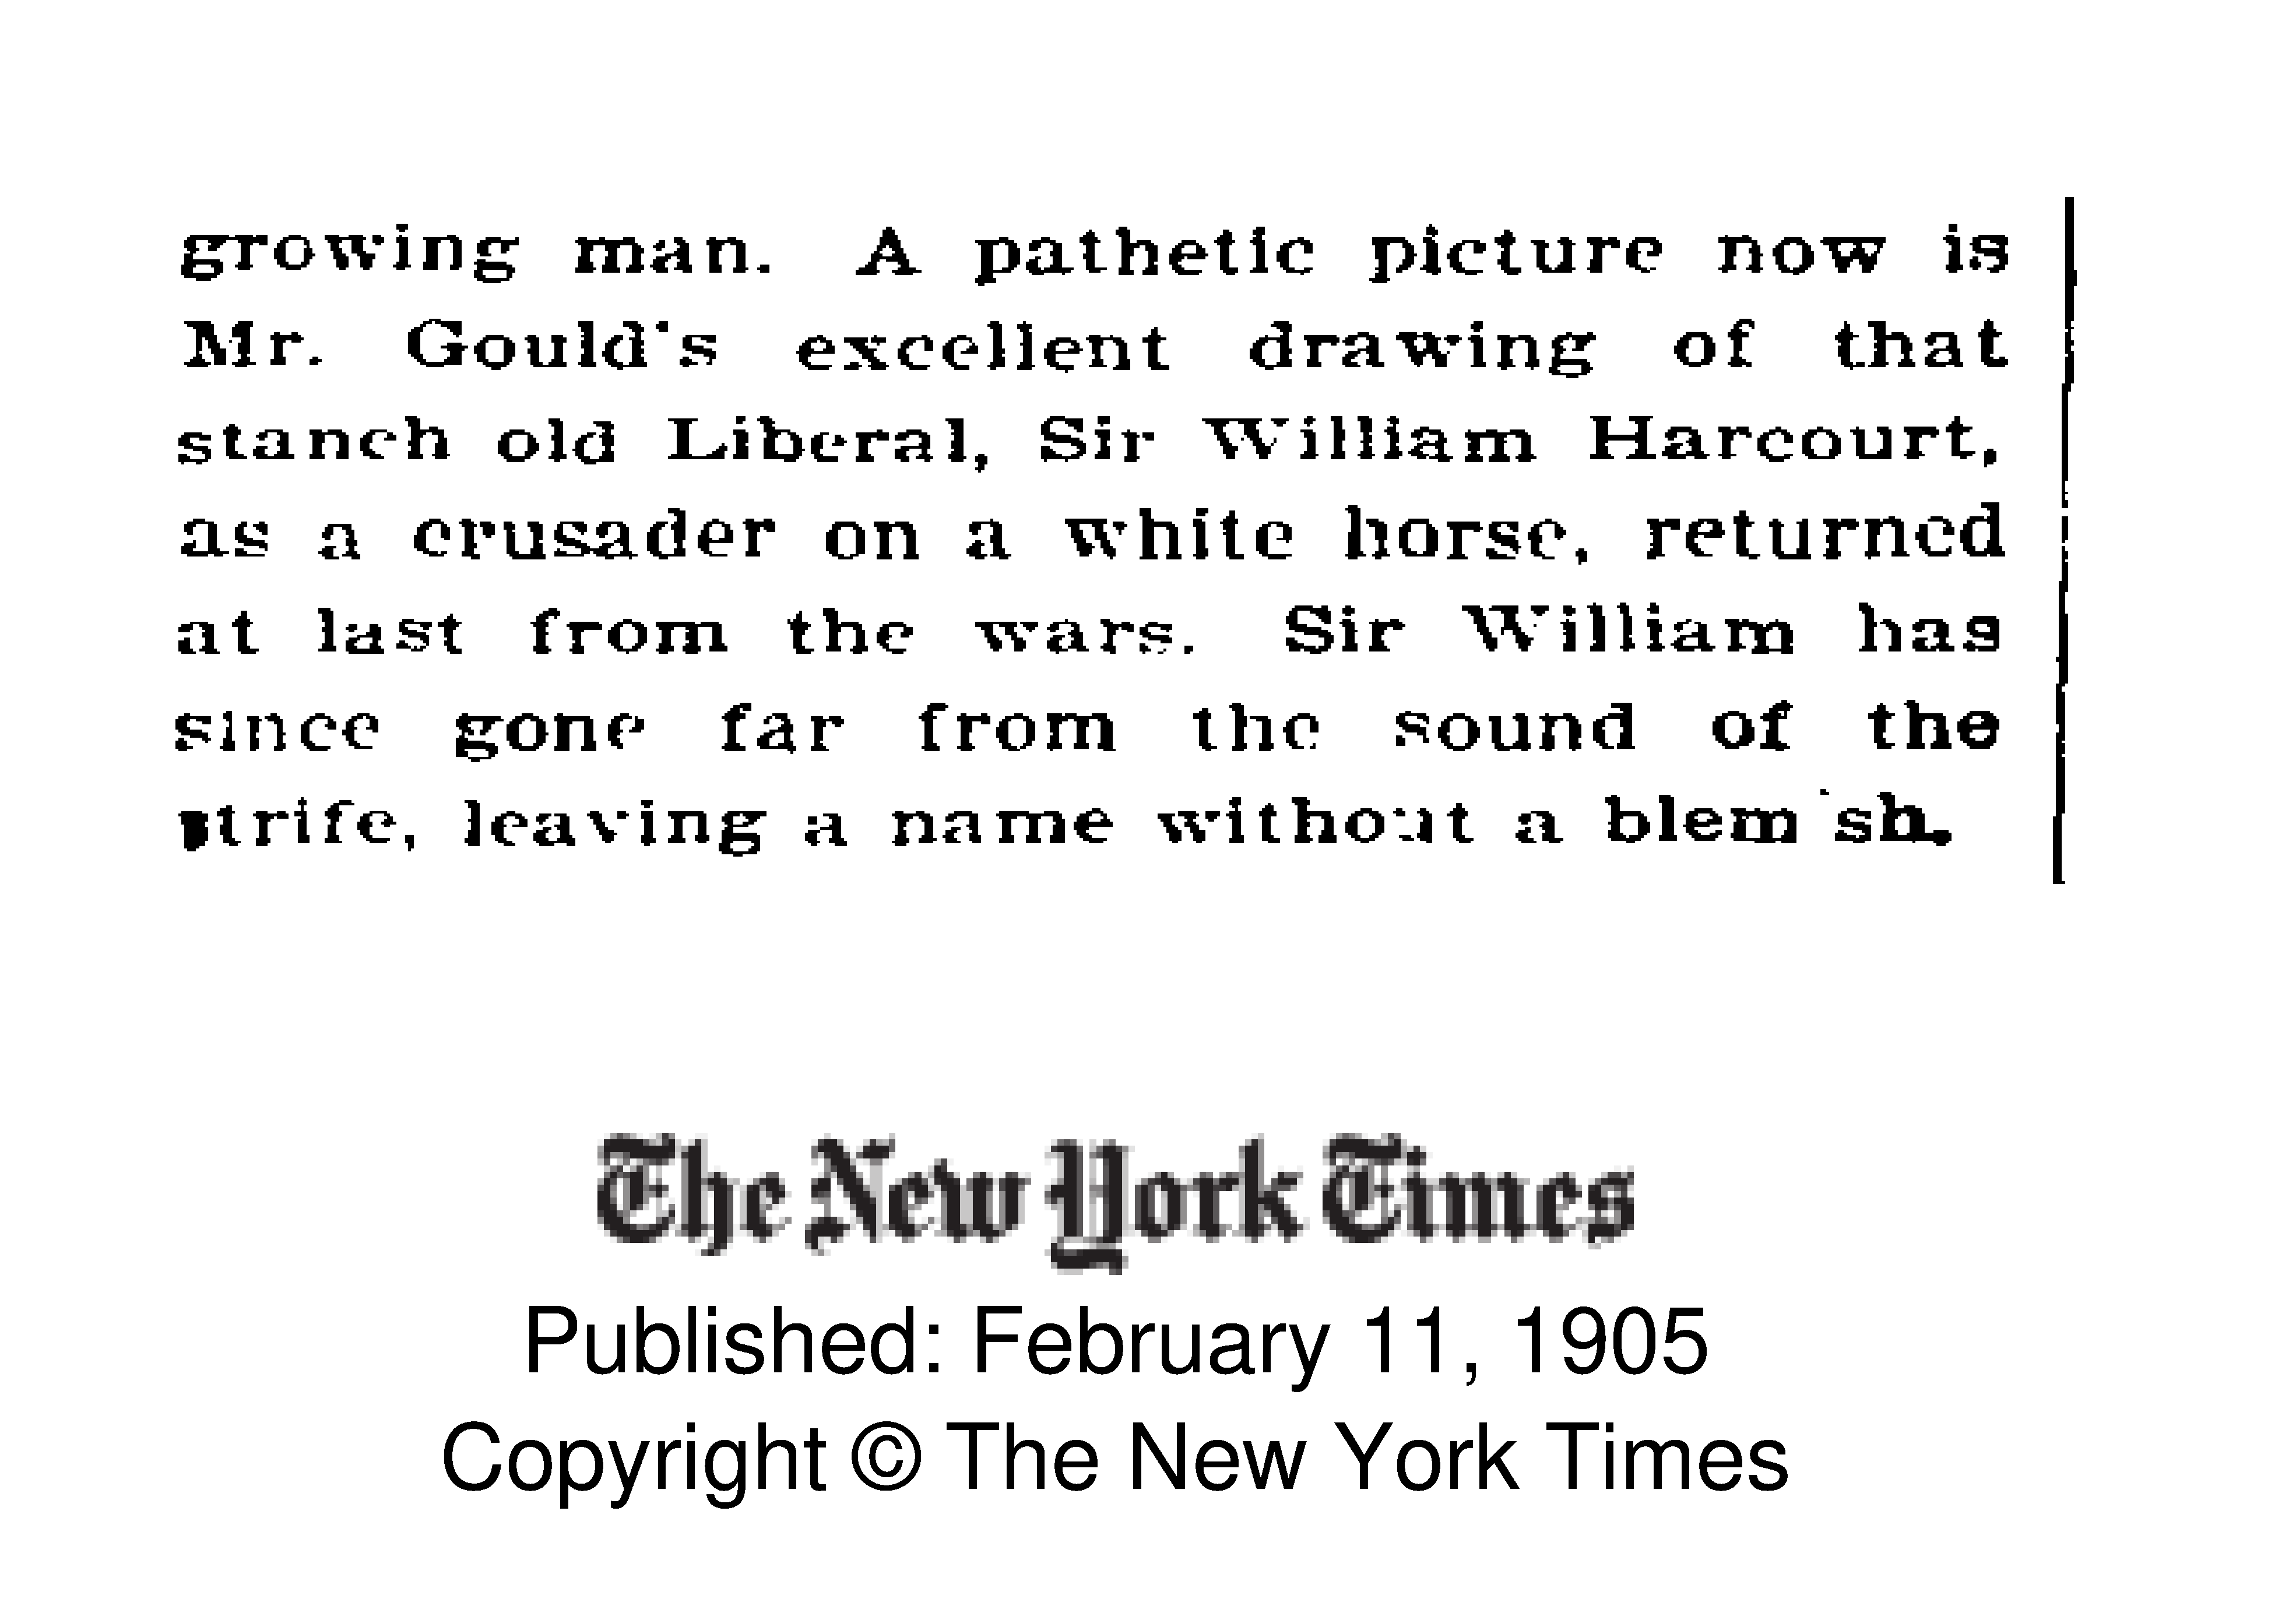 growing man. A pathetic picture now is
Mr. Gould's excellent drawing of that
stanch old Liberal, Sir William Harcourt,
as a crusader on a white horse, returned
at last from the wars. Sir William has
since gone far from the sound of the
strife, leaving a name without a blemish.
The New York Times
Published: February 11, 1905
Copyright © The New York Times